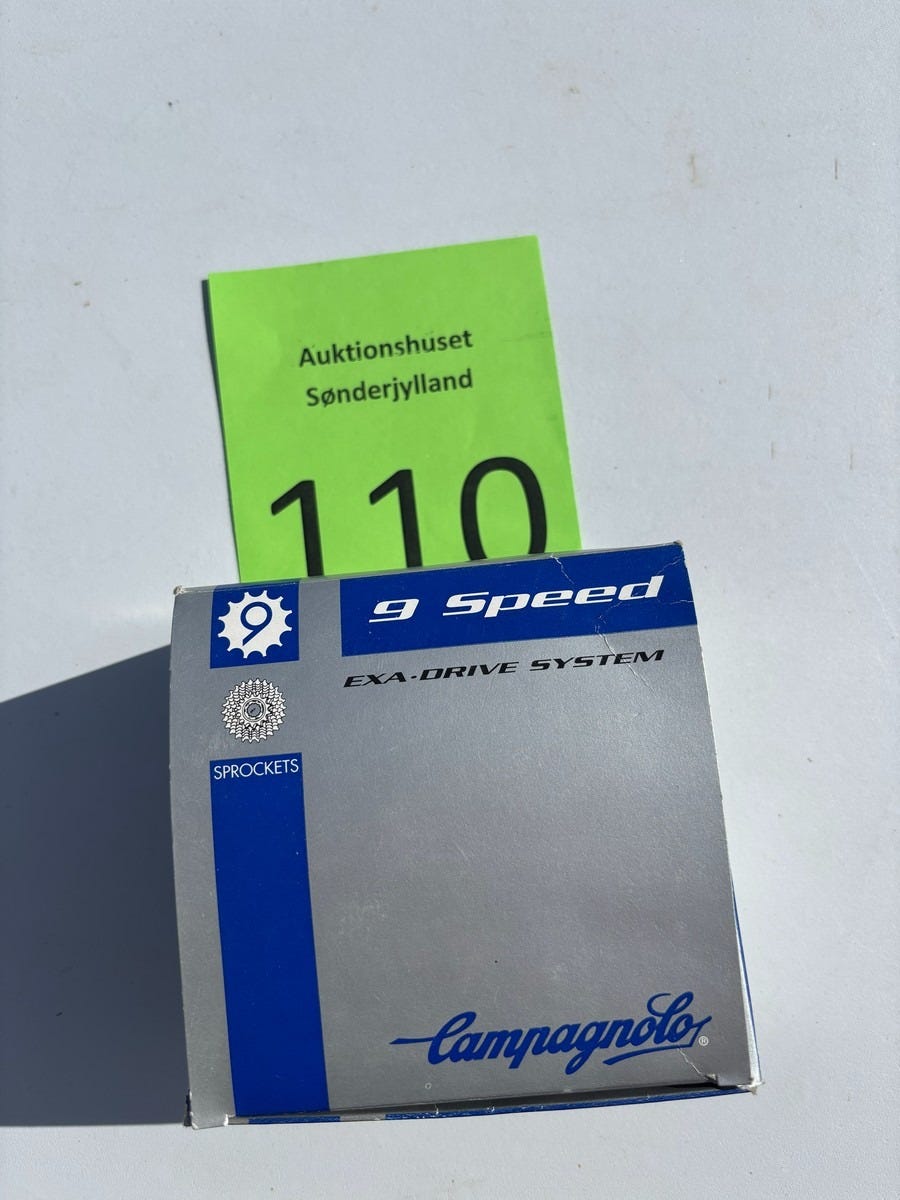 Auktionshuset
Sønderjylland
110
9
9 Speed
EXA-DRIVE SYSTEM
SPROCKETS
Campagnolo®